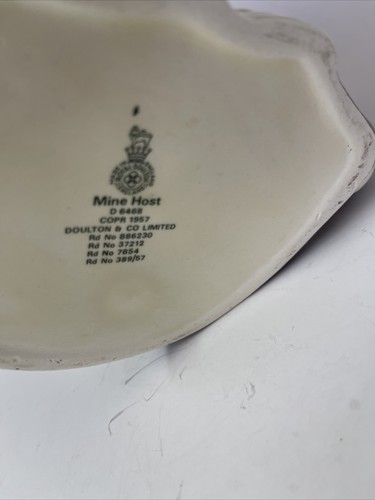 Mine Host
D 6468
COPR 1957
DOULTON & CO LIMITED
Rd No 886230
Rd No 37212
Rd No 7654
Rd No 389/57